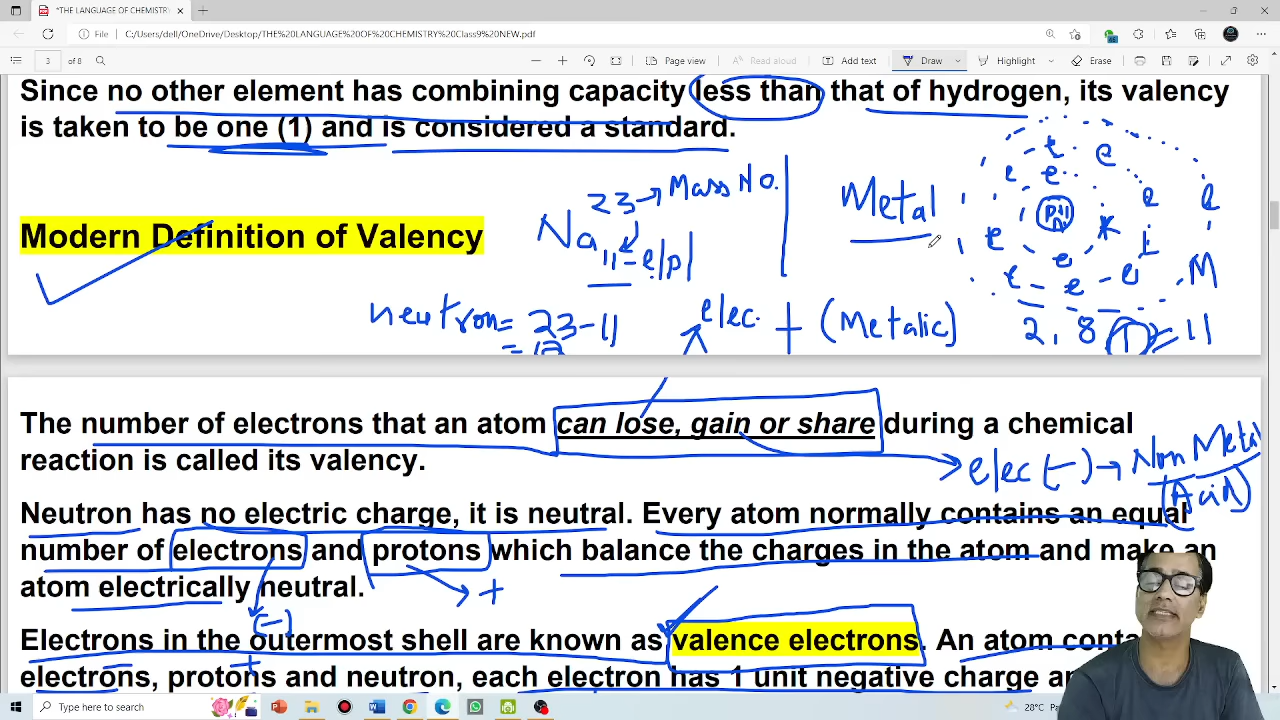 *THE LANGUAGE OF CHEMISTRY
File
C:/Users/dell/OneDrive/Desktop/THE%20LANGUAGE%20OF%20CHEMISTRY%20Class9%20NEW.pdf
3 of 8
Page view
Read aloud
Add text
Draw
Highlight
Erase
Since no other element has combining capacity less than that of hydrogen, its valency
is taken to be one (1) and is considered a standard.
23 → Mass No.
Na
11 - e/p
Metal
Modern Definition of Valency
neutron = 23-11
= 12
elec. + (Metalic)
2, 8, 1 = 11
The number of electrons that an atom can lose, gain or share during a chemical
reaction is called its valency.
elec (-) → Non Metal
(Acid)
Neutron has no electric charge, it is neutral. Every atom normally contains an equal
number of electrons and protons which balance the charges in the atom and make an
atom electrically neutral.
+
(-)
Electrons in the outermost shell are known as valence electrons. An atom conta
electrons, protons and neutron, each electron has 1 unit negative charge an
Type here to search
28°C